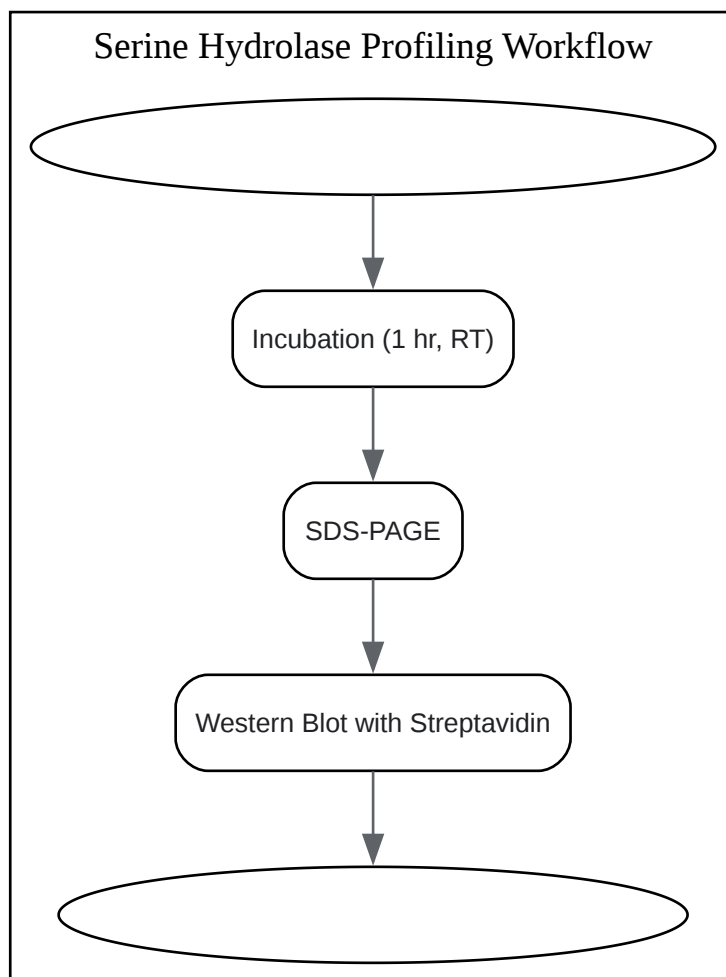 Serine Hydrolase Profiling Workflow
Incubation (1 hr, RT)
SDS-PAGE
Western Blot with Streptavidin